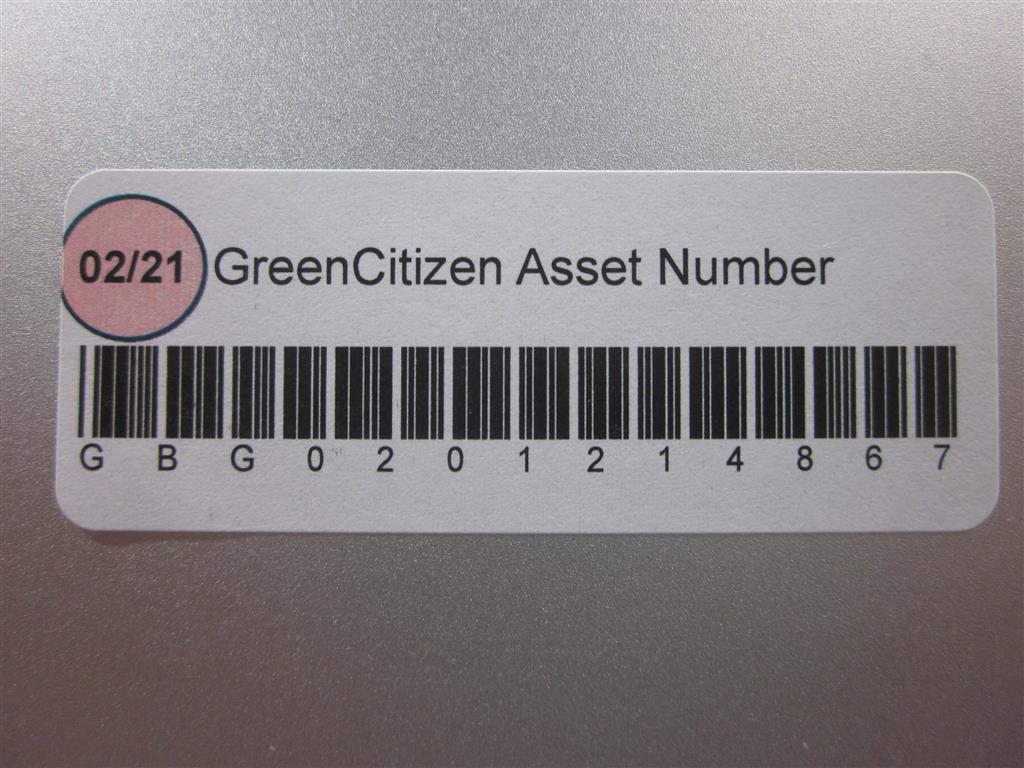 02/21 GreenCitizen Asset Number
G B G 0 2 0 1 2 1 4 8 6 7